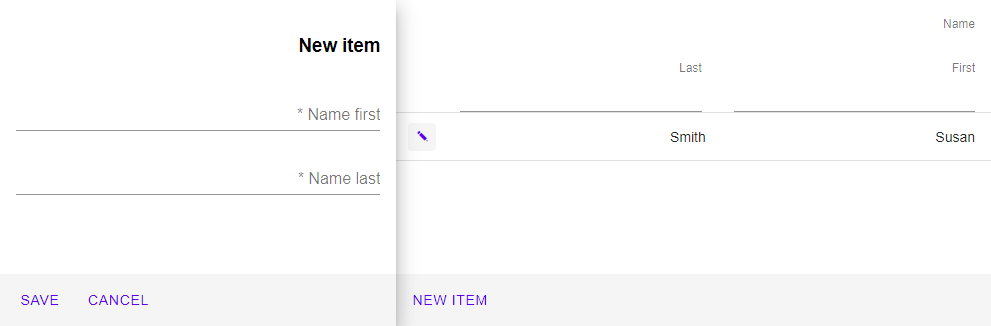 New item
* Name first
* Name last
SAVE CANCEL
Name
First Last
Susan Smith
NEW ITEM